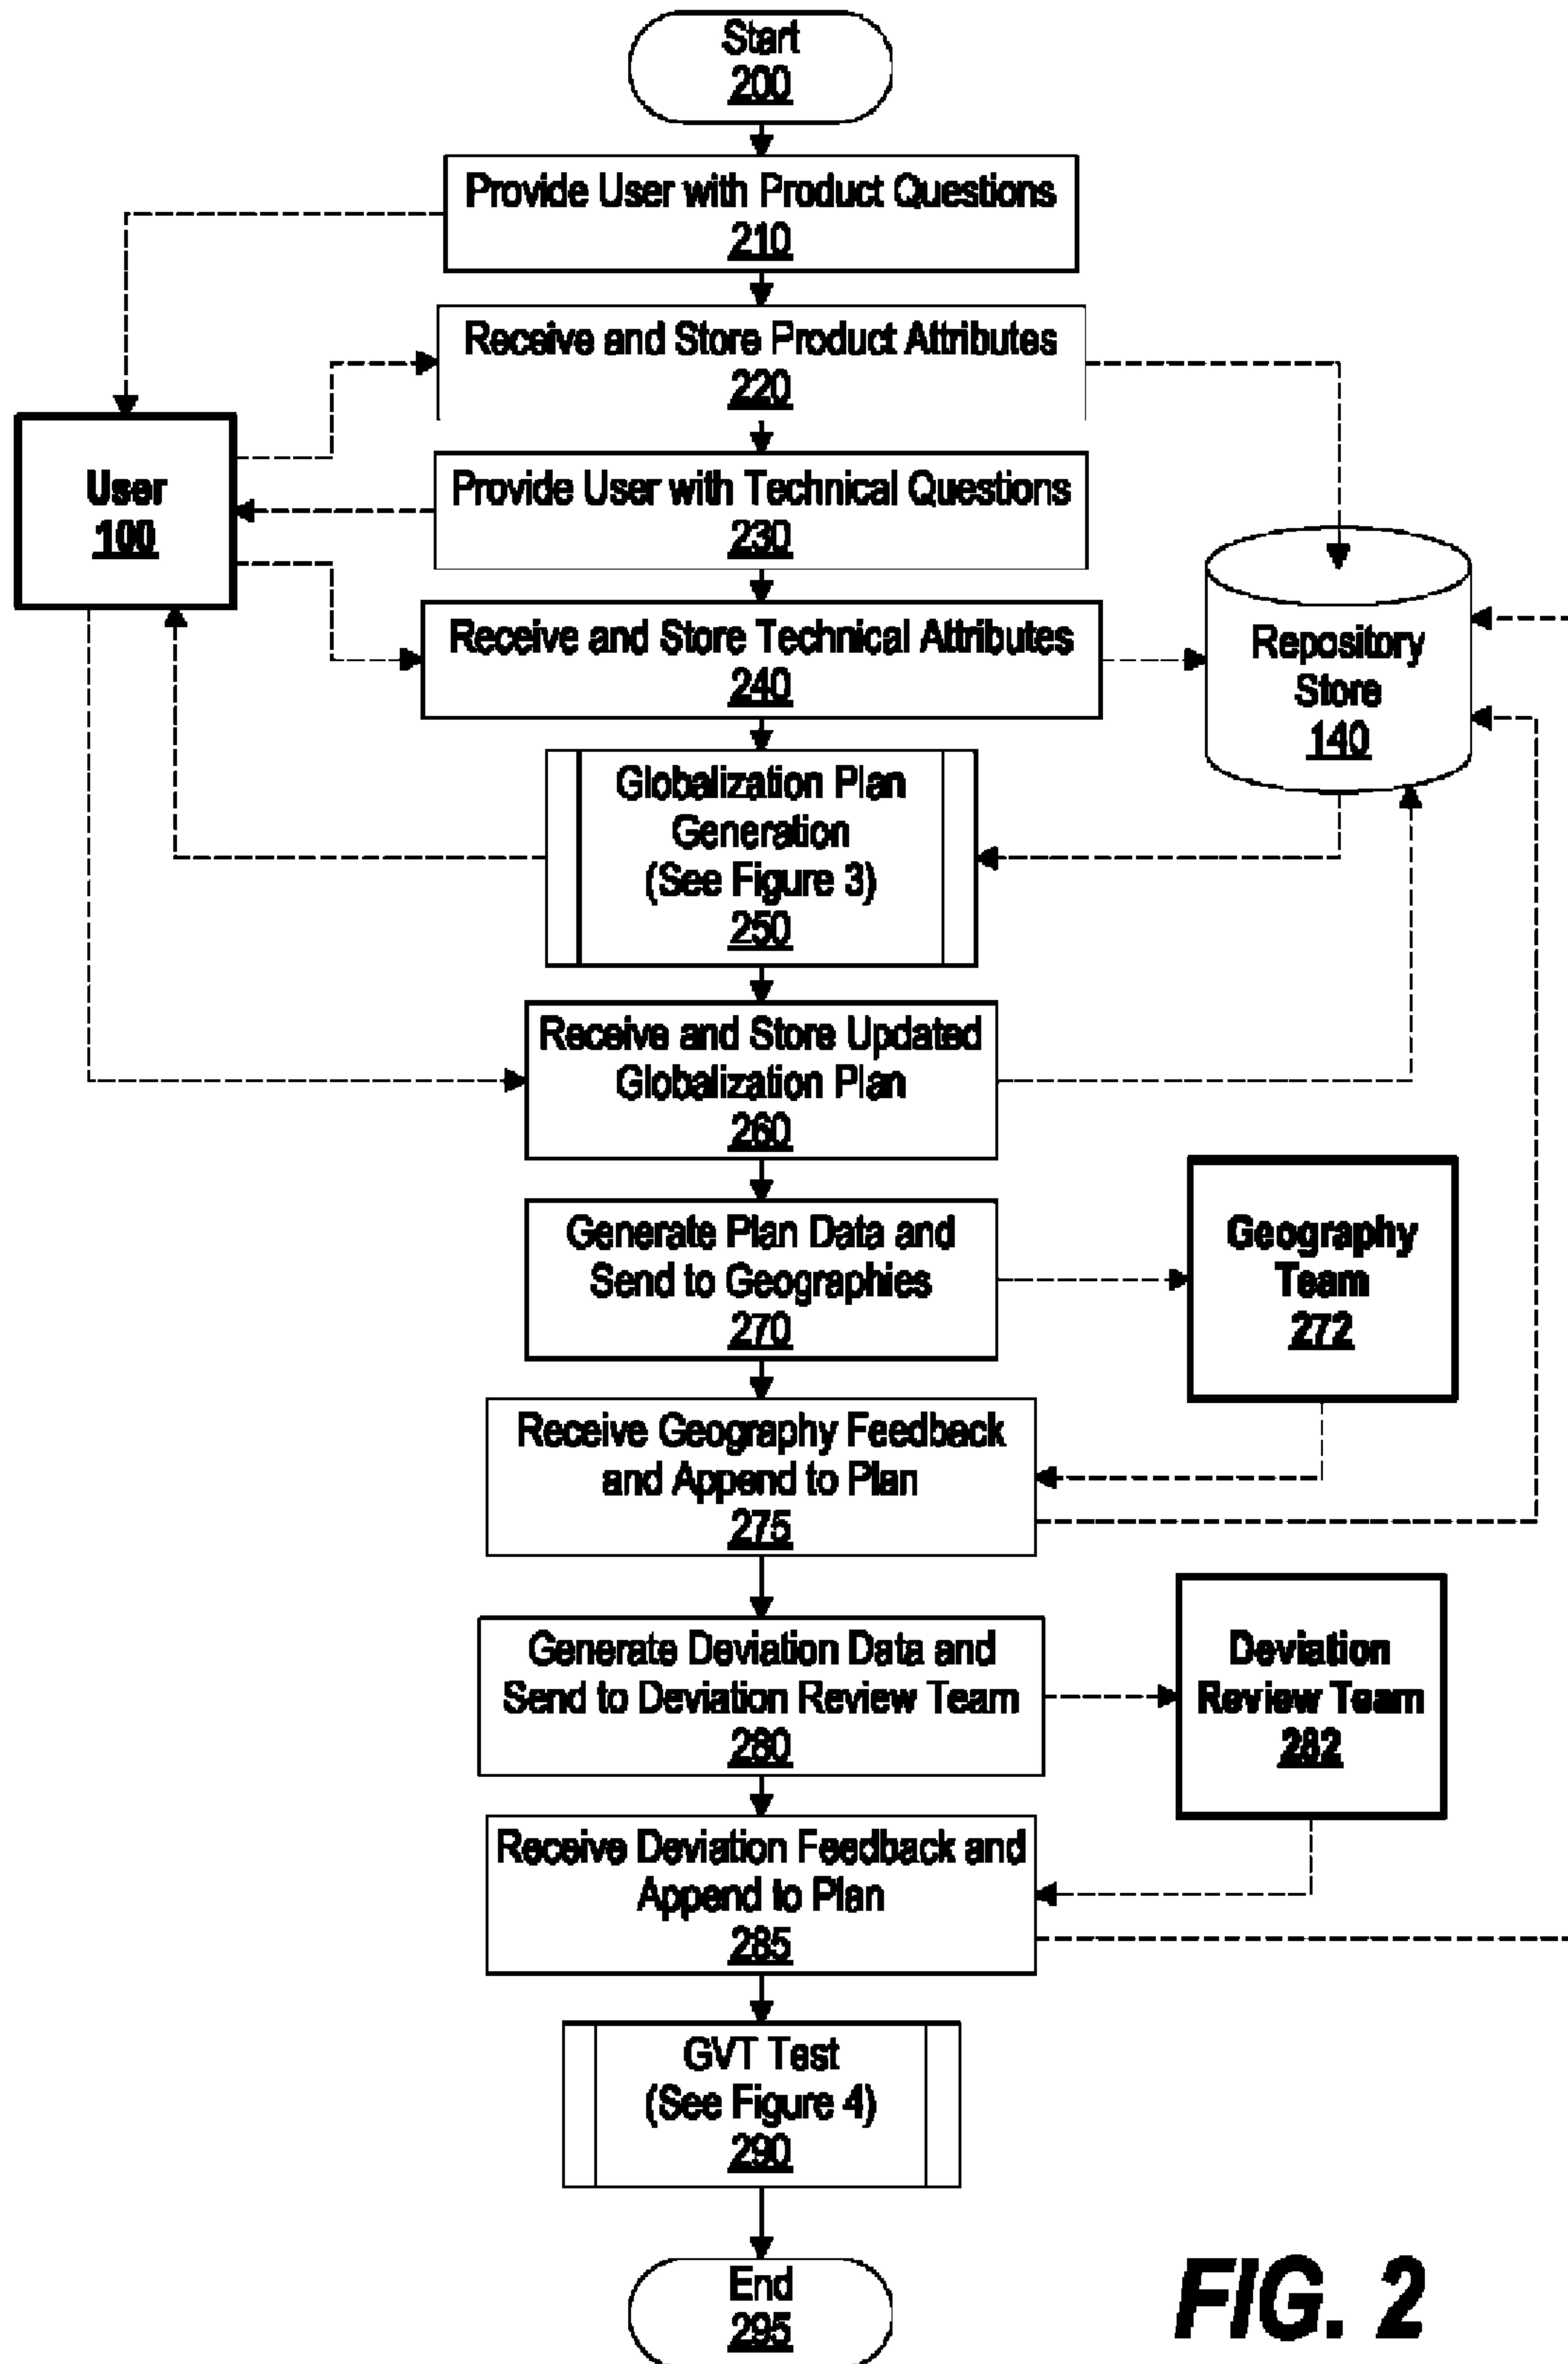 Start
200
Provide User with Product Questions
210
Receive and Store Product Attributes
220
User
100
Provide User with Technical Questions
230
Receive and Store Technical Attributes
240
Repository
Store
140
Globalization Plan
Generation
(See Figure 3)
250
Receive and Store Updated
Globalization Plan
260
Generate Plan Data and
Send to Geographies
270
Geography
Team
272
Receive Geography Feedback
and Append to Plan
275
Generate Deviation Data and
Send to Deviation Review Team
280
Deviation
Review Team
282
Receive Deviation Feedback and
Append to Plan
285
GVT Test
(See Figure 4)
290
End
295
FIG. 2